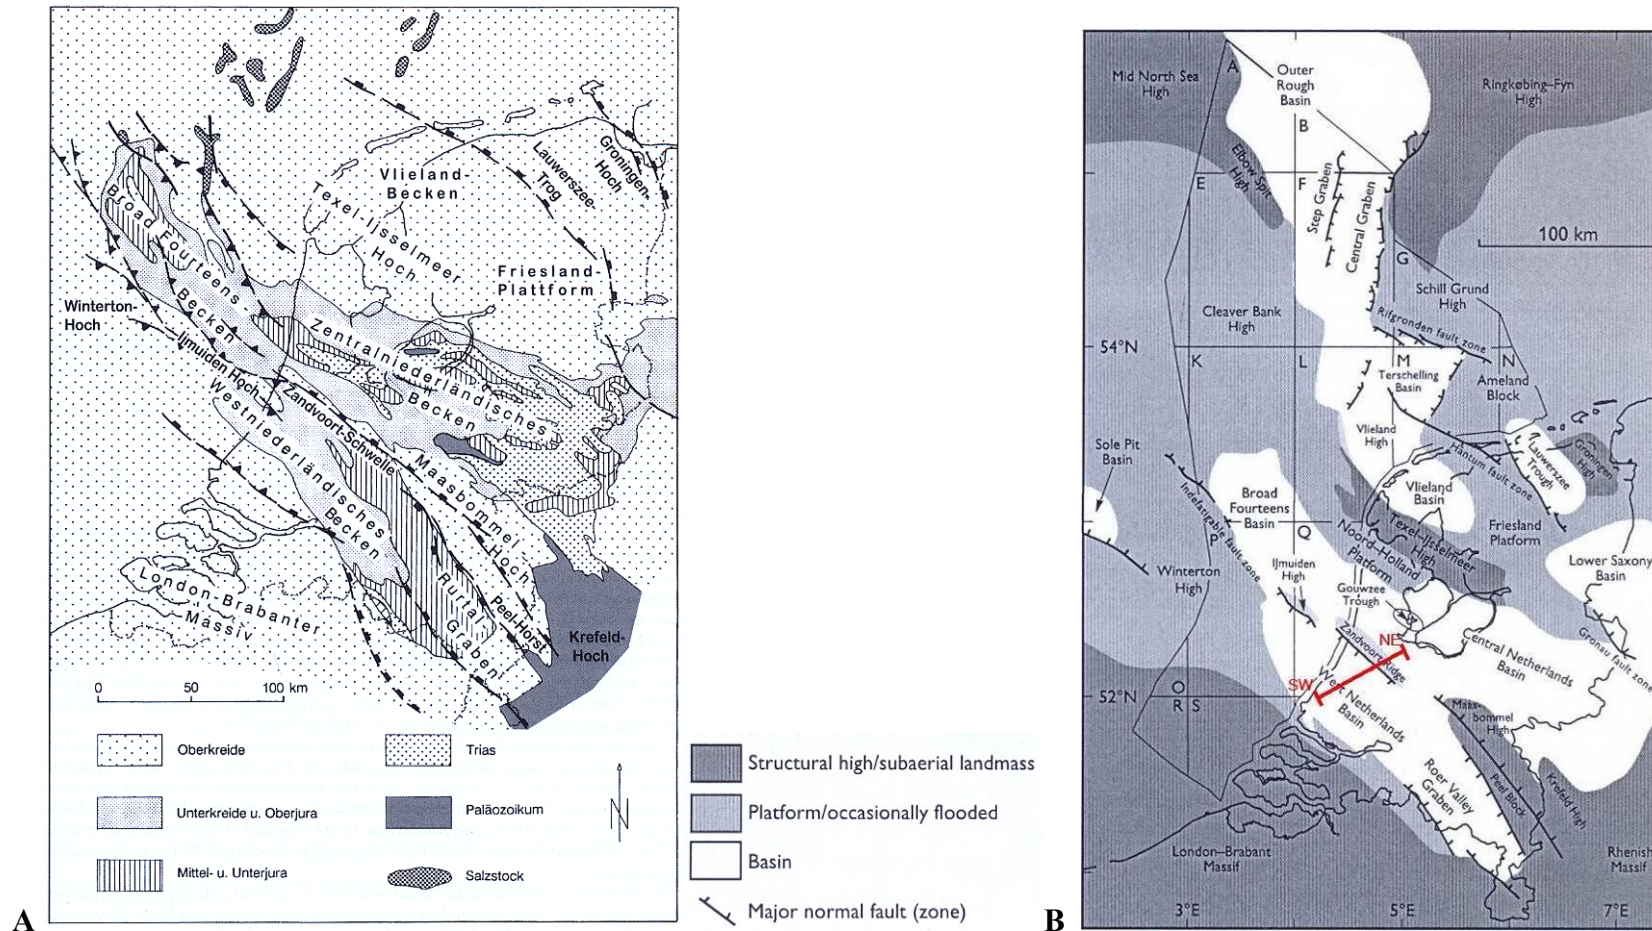 Vlieland-
Becken
Lauwerszee-
Trog
Groningen-
Hoch
Texel-Ijsselmeer
Hoch
Friesland-
Plattform
Broad Fourteens-
Becken
Winterton-
Hoch
Ijmuiden Hoch
Zentralniederländisches
Becken
Zandvoort-Schwelle
Westniederländisches
Becken
Maasbommel-
Hoch
Rurtal
Graben
Peel-Horst
London-Brabanter
Massiv
Krefeld-
Hoch
0 50 100 km
Oberkreide
Unterkreide u. Oberjura
Mittel- u. Unterjura
Trias
Paläozoikum
Salzstock
N
A
Structural high/subaerial landmass
Platform/occasionally flooded
Basin
Major normal fault (zone)
B
Mid North Sea
High
A
Outer
Rough
Basin
Ringkøbing–Fyn
High
B
Elbow Spit
High
E
F
Step Graben
Central Graben
100 km
G
Schill Grund
High
Cleaver Bank
High
Rifgronden fault zone
54°N
K
L
M
N
Terschelling
Basin
Ameland
Block
Vlieland
High
Sole Pit
Basin
Hantum fault zone
Lauwerszee
Trough
Groningen
High
Indefatigable fault zone
Broad
Fourteens
Basin
Vlieland
Basin
P
Q
Texel-Ijsselmeer
High
Friesland
Platform
Noord-Holland
Platform
Lower Saxony
Basin
Winterton
High
IJmuiden
High
Gouwzee
Trough
Zandvoort Ridge
NE
Central Netherlands
Basin
Gronau fault zone
SW
52°N
O
R
S
West Netherlands
Basin
Maas-
bommel
High
Roer Valley
Graben
Peel Block
Krefeld High
London–Brabant
Massif
Rhenish
Massif
3°E
5°E
7°E